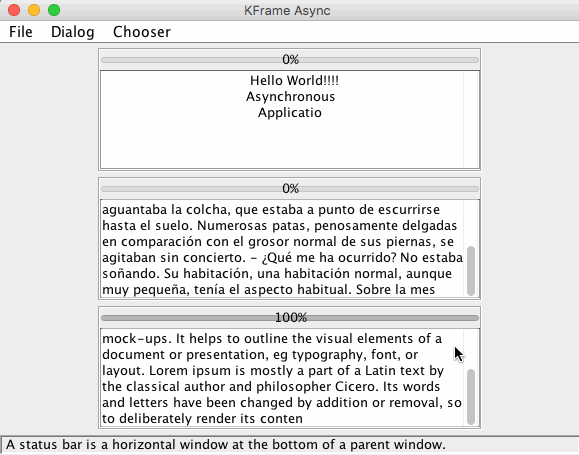 KFrame Async
File Dialog Chooser
0%
Hello World!!!!
Asynchronous
Applicatio
0%
aguantaba la colcha, que estaba a punto de escurrirse
hasta el suelo. Numerosas patas, penosamente delgadas
en comparación con el grosor normal de sus piernas, se
agitaban sin concierto. - ¿Qué me ha ocurrido? No estaba
soñando. Su habitación, una habitación normal, aunque
muy pequeña, tenía el aspecto habitual. Sobre la mes
100%
mock-ups. It helps to outline the visual elements of a
document or presentation, eg typography, font, or
layout. Lorem ipsum is mostly a part of a Latin text by
the classical author and philosopher Cicero. Its words
and letters have been changed by addition or removal, so
to deliberately render its conten
A status bar is a horizontal window at the bottom of a parent window.